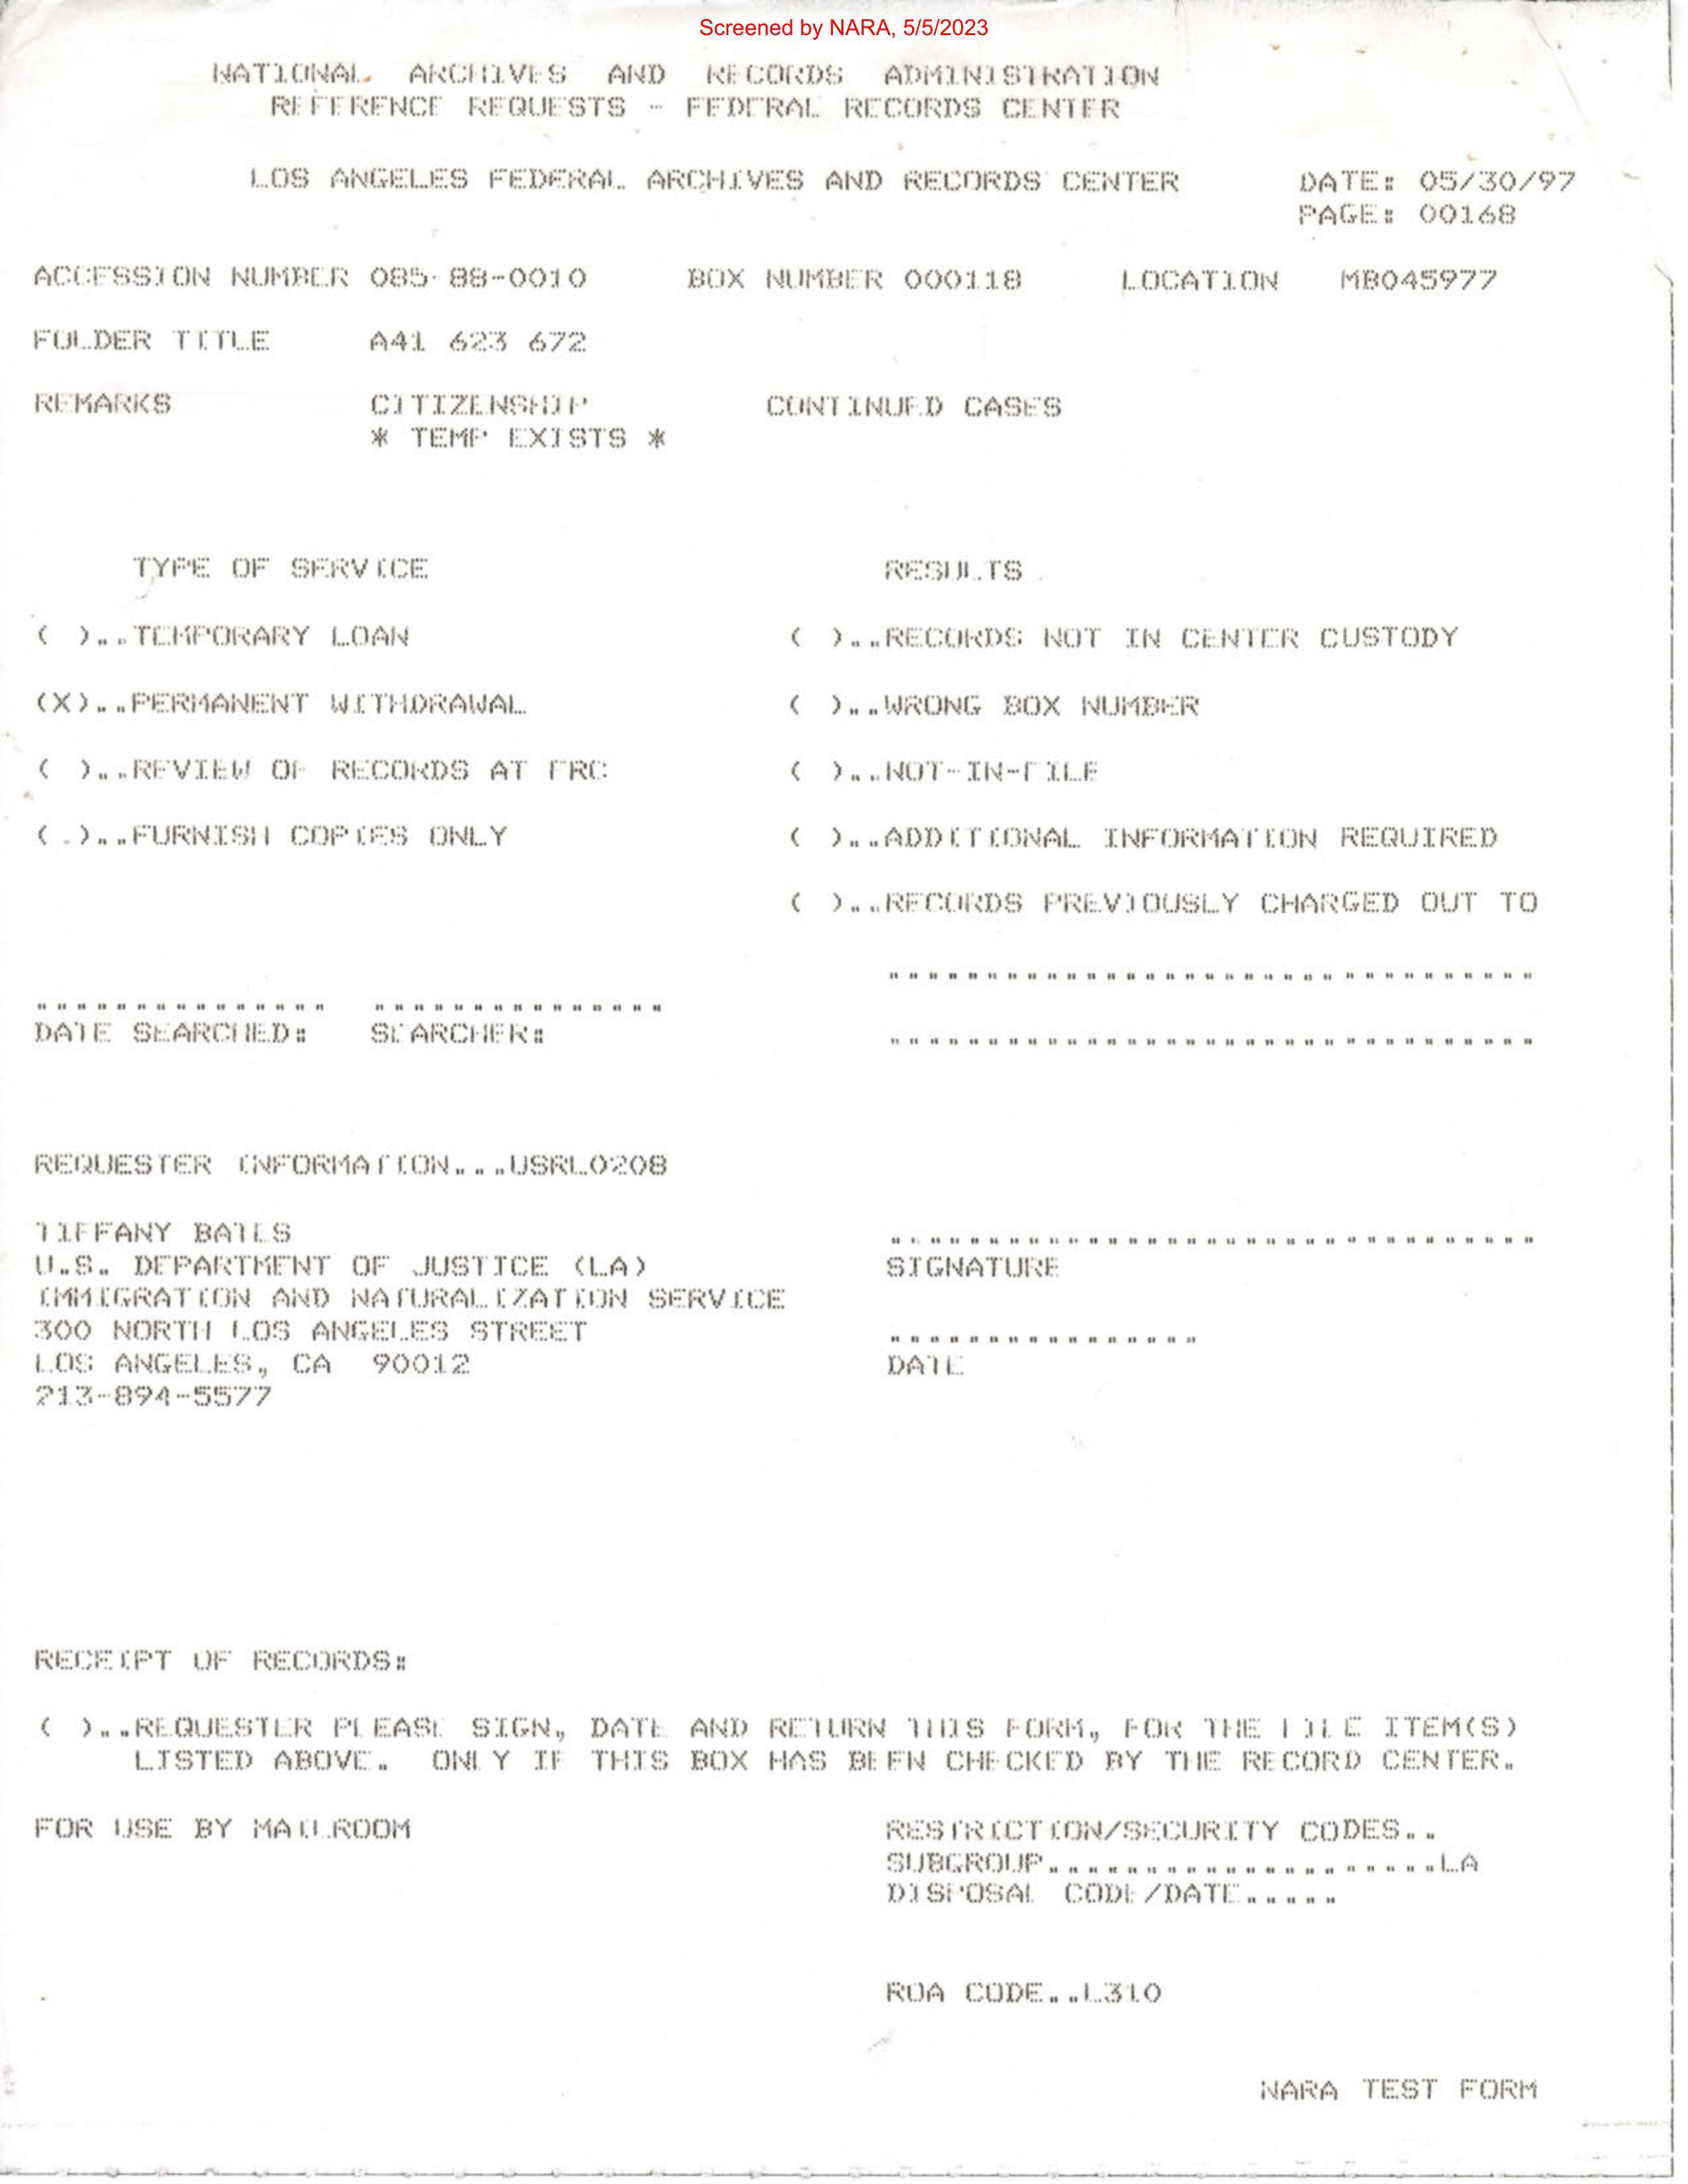 Screened by NARA, 5/5/2023
NATIONAL ARCHIVES AND RECORDS ADMINISTRATION
REFERENCE REQUESTS - FEDERAL RECORDS CENTER
LOS ANGELES FEDERAL ARCHIVES AND RECORDS CENTER DATE: 05/30/97
PAGE: 00168
ACCESSION NUMBER 085-88-0010 BOX NUMBER 000118 LOCATION MB045977
FOLDER TITLE A41 623 672
REMARKS CITIZENSHIP CONTINUED CASES
* TEMP EXISTS *
TYPE OF SERVICE RESULTS
( )...TEMPORARY LOAN ( )...RECORDS NOT IN CENTER CUSTODY
(X)...PERMANENT WITHDRAWAL ( )...WRONG BOX NUMBER
( )...REVIEW OF RECORDS AT FRC ( )...NOT-IN-FILE
( )...FURNISH COPIES ONLY ( )...ADDITIONAL INFORMATION REQUIRED
( )...RECORDS PREVIOUSLY CHARGED OUT TO
.................................
............... ...............
DATE SEARCHED: SEARCHER:
.................................
REQUESTER INFORMATION...USRL0208
TIFFANY BATES .................................
U.S. DEPARTMENT OF JUSTICE (LA) SIGNATURE
IMMIGRATION AND NATURALIZATION SERVICE
300 NORTH LOS ANGELES STREET ................
LOS ANGELES, CA 90012 DATE
213-894-5577
RECEIPT OF RECORDS:
( )...REQUESTER PLEASE SIGN, DATE AND RETURN THIS FORM, FOR THE FILE ITEM(S)
LISTED ABOVE. ONLY IF THIS BOX HAS BEEN CHECKED BY THE RECORD CENTER.
FOR USE BY MAILROOM RESTRICTION/SECURITY CODES..
SUBGROUP....................LA
DISPOSAL CODE/DATE.....
ROA CODE..L310
NARA TEST FORM